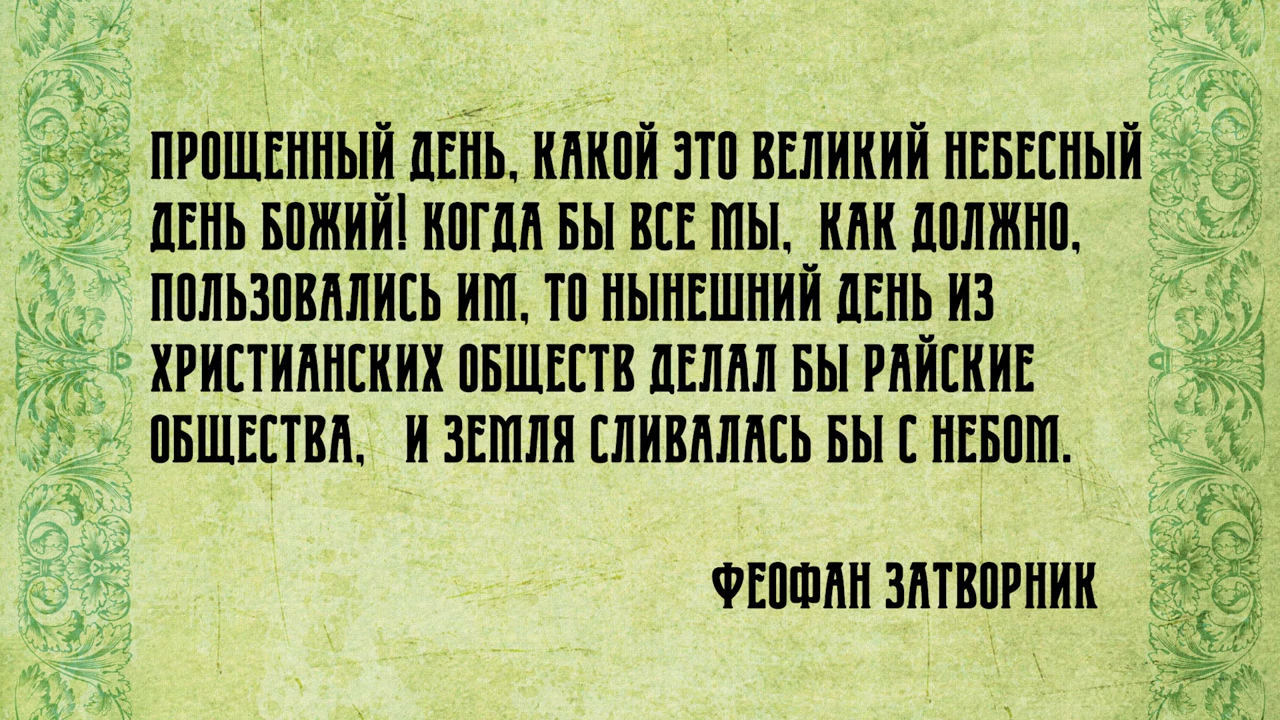 ПРОЩЕННЫЙ ДЕНЬ, КАКОЙ ЭТО ВЕЛИКИЙ НЕБЕСНЫЙ
ДЕНЬ БОЖИЙ! КОГДА БЫ ВСЕ МЫ, КАК ДОЛЖНО,
ПОЛЬЗОВАЛИСЬ ИМ, ТО НЫНЕШНИЙ ДЕНЬ ИЗ
ХРИСТИАНСКИХ ОБЩЕСТВ ДЕЛАЛ БЫ РАЙСКИЕ
ОБЩЕСТВА, И ЗЕМЛЯ СЛИВАЛАСЬ БЫ С НЕБОМ.
ФЕОФАН ЗАТВОРНИК